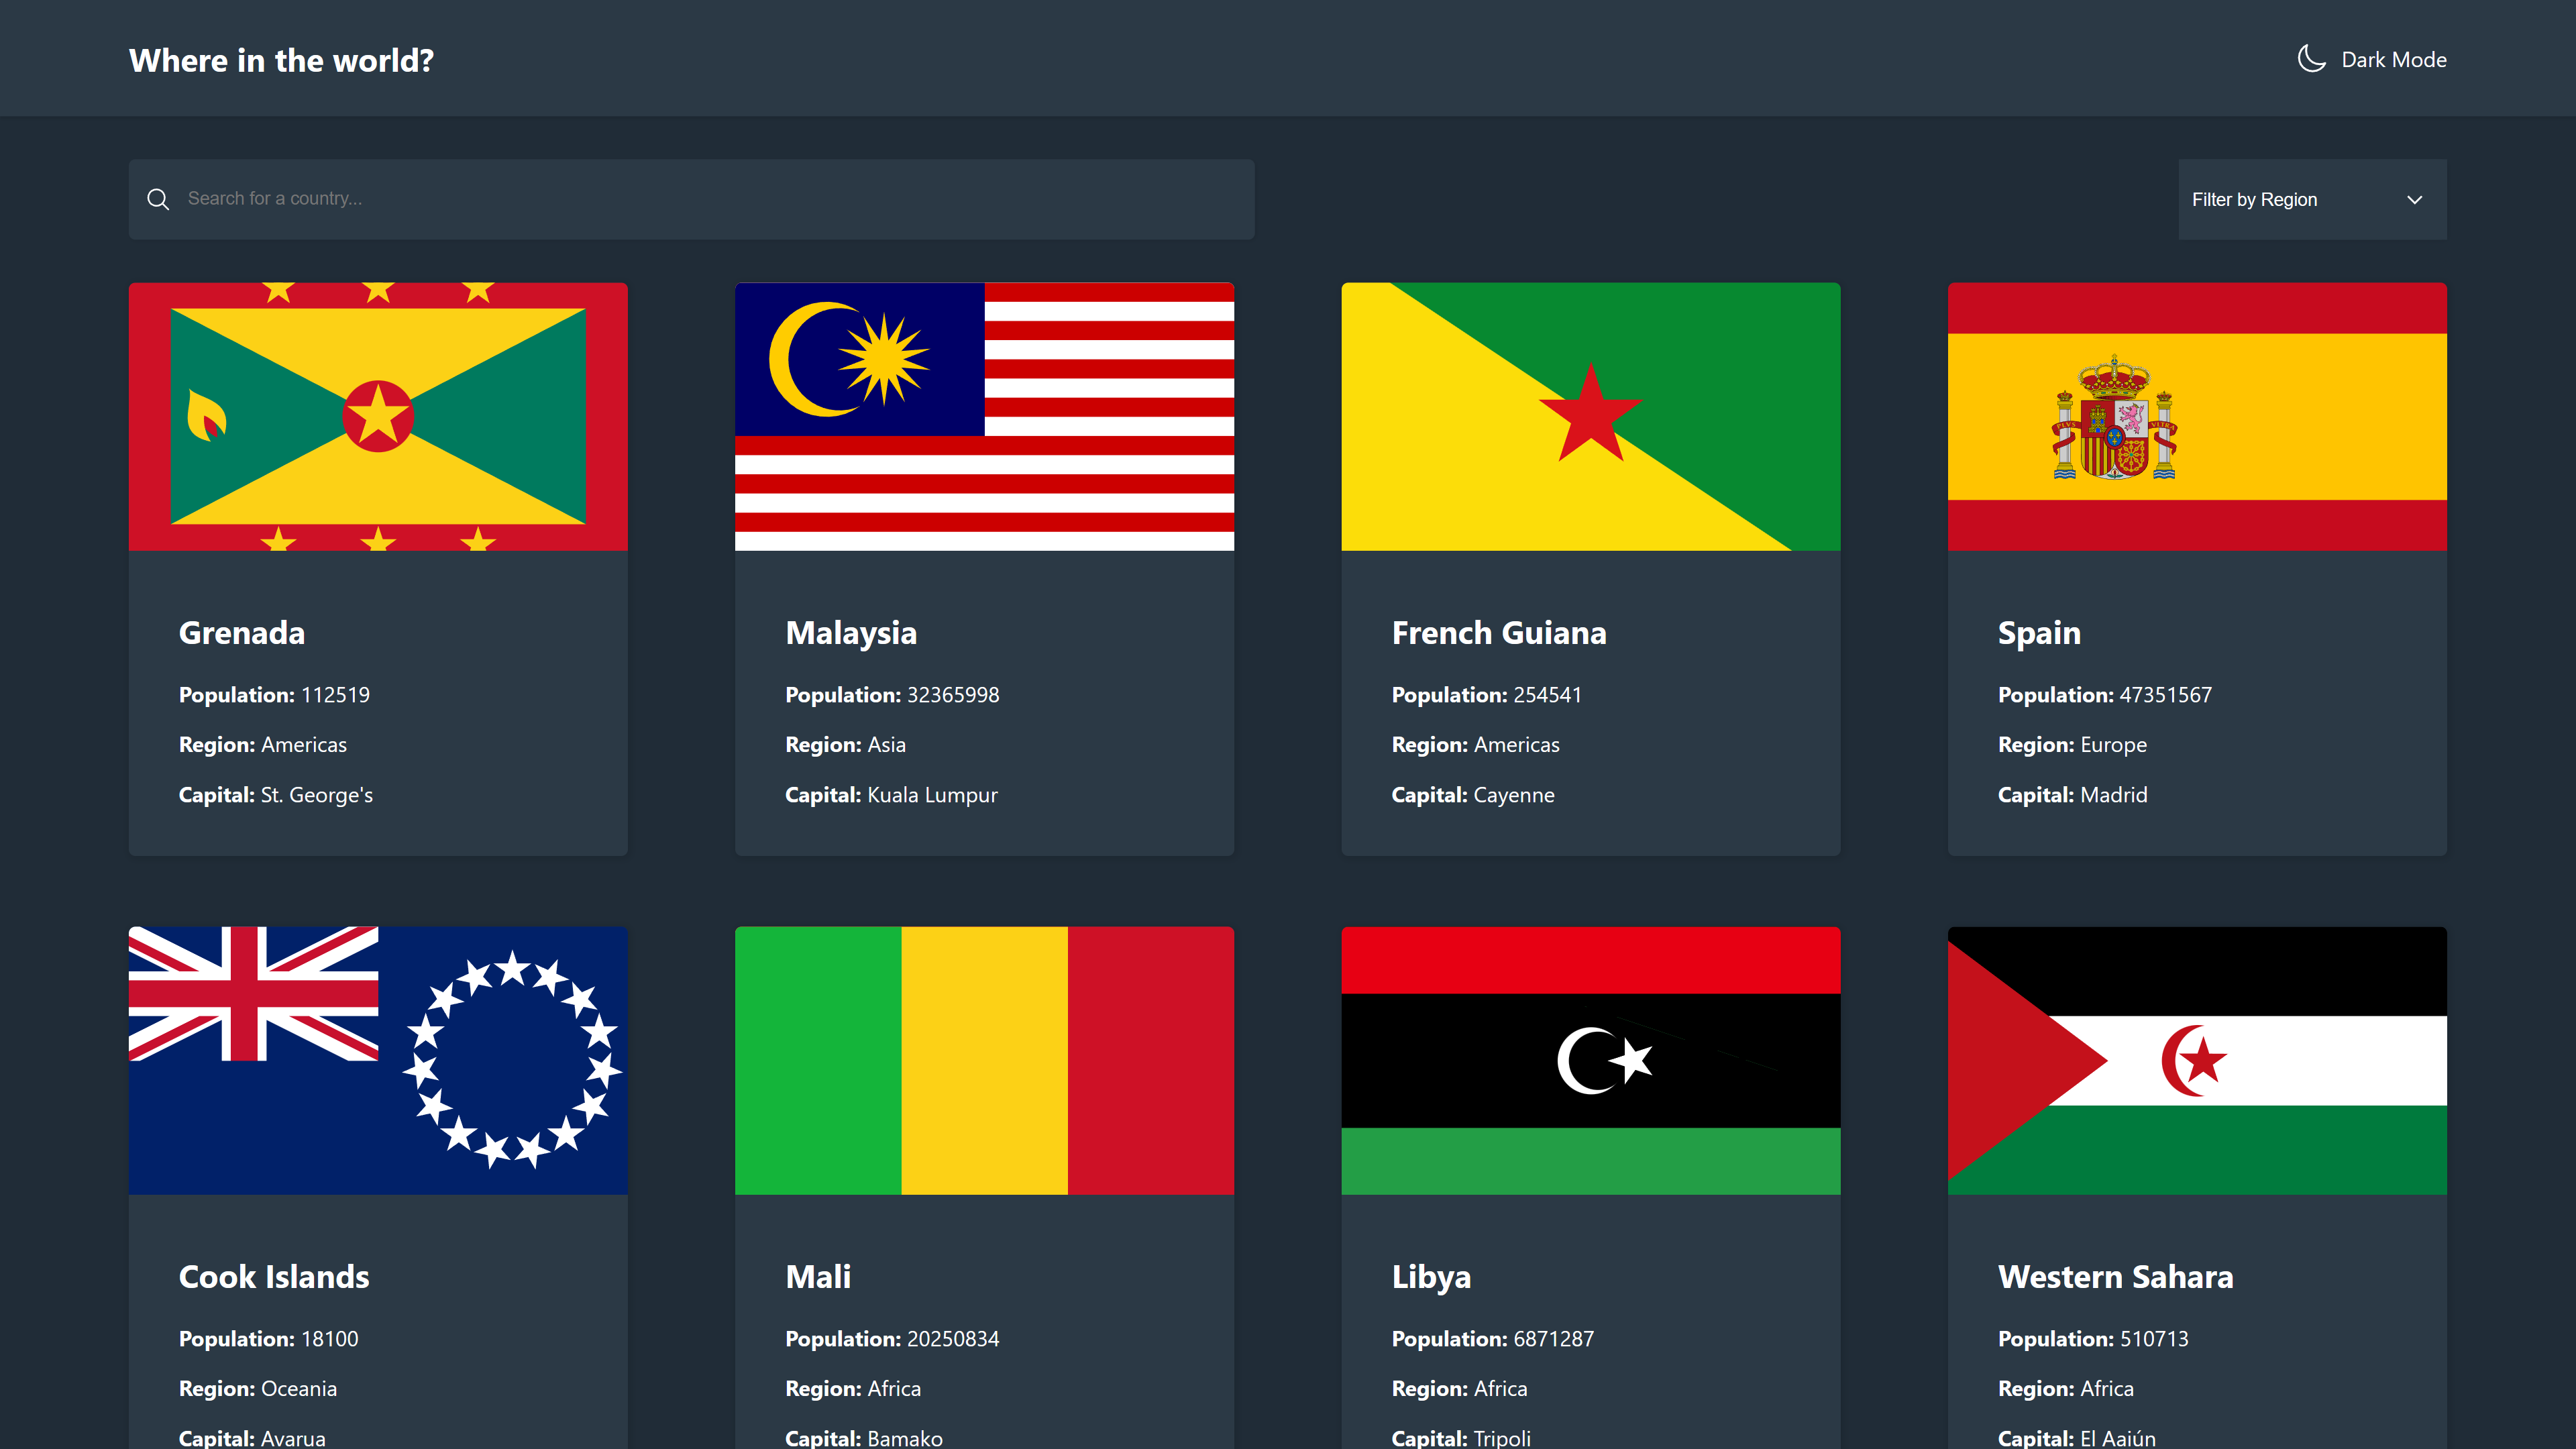 Where in the world?
Dark Mode
Search for a country...
Filter by Region
Grenada
Population: 112519
Region: Americas
Capital: St. George's
Malaysia
Population: 32365998
Region: Asia
Capital: Kuala Lumpur
French Guiana
Population: 254541
Region: Americas
Capital: Cayenne
PLVS VLTRA
Spain
Population: 47351567
Region: Europe
Capital: Madrid
Cook Islands
Population: 18100
Region: Oceania
Capital: Avarua
Mali
Population: 20250834
Region: Africa
Capital: Bamako
Libya
Population: 6871287
Region: Africa
Capital: Tripoli
Western Sahara
Population: 510713
Region: Africa
Capital: El Aaiún